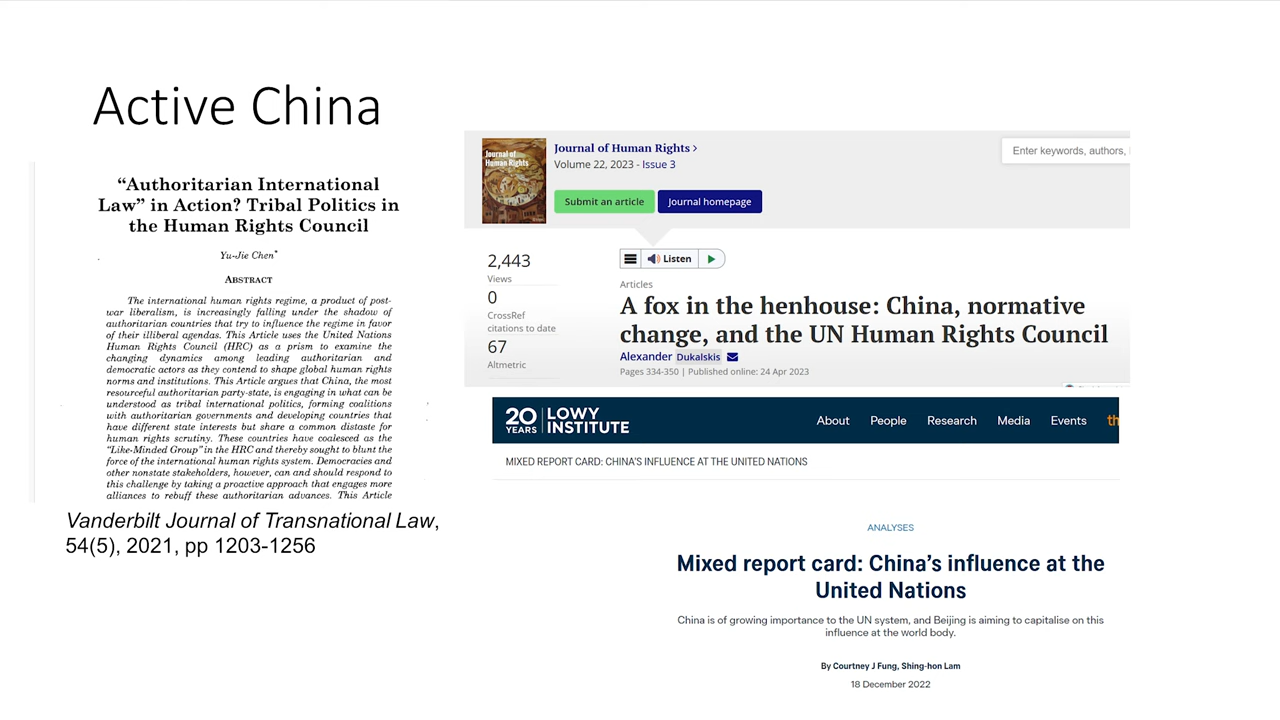 Active China
“Authoritarian International
Law” in Action? Tribal Politics in
the Human Rights Council
Yu-Jie Chen*
ABSTRACT
The international human rights regime, a product of post-
war liberalism, is increasingly falling under the shadow of
authoritarian countries that try to influence the regime in favor
of their illiberal agendas. This Article uses the United Nations
Human Rights Council (HRC) as a prism to examine the
changing dynamics among leading authoritarian and
democratic actors as they contend to shape global human rights
norms and institutions. This Article argues that China, the most
resourceful authoritarian party-state, is engaging in what can be
understood as tribal international politics, forming coalitions
with authoritarian governments and developing countries that
have different state interests but share a common distaste for
human rights scrutiny. These countries have coalesced as the
“Like-Minded Group” in the HRC and thereby sought to blunt the
force of the international human rights system. Democracies and
other nonstate stakeholders, however, can and should respond to
this challenge by taking a proactive approach that engages more
alliances to rebuff these authoritarian advances. This Article
Vanderbilt Journal of Transnational Law,
54(5), 2021, pp 1203-1256
Journal of
Human Rights
Journal of Human Rights >
Volume 22, 2023 - Issue 3
Enter keywords, authors,
Submit an article
Journal homepage
2,443
Views
0
CrossRef
citations to date
67
Altmetric
Listen
Articles
A fox in the henhouse: China, normative
change, and the UN Human Rights Council
Alexander Dukalskis
Pages 334-350 | Published online: 24 Apr 2023
20 YEARS
LOWY
INSTITUTE
About People Research Media Events th
MIXED REPORT CARD: CHINA'S INFLUENCE AT THE UNITED NATIONS
ANALYSES
Mixed report card: China’s influence at the
United Nations
China is of growing importance to the UN system, and Beijing is aiming to capitalise on this
influence at the world body.
By Courtney J Fung, Shing-hon Lam
18 December 2022